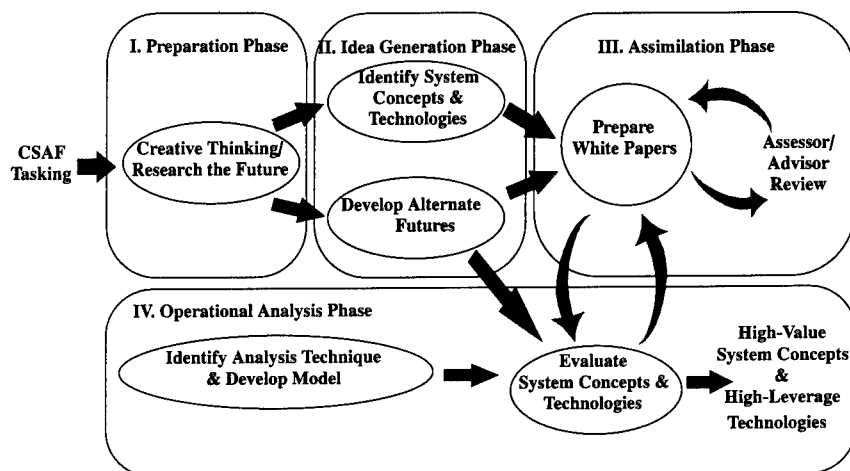 I. Preparation Phase
II. Idea Generation Phase
III. Assimilation Phase
CSAF
Tasking
Creative Thinking/
Research the Future
Identify System
Concepts &
Technologies
Develop Alternate
Futures
Prepare
White Papers
Assessor/
Advisor
Review
IV. Operational Analysis Phase
Identify Analysis Technique
& Develop Model
Evaluate
System Concepts &
Technologies
High-Value
System Concepts
&
High-Leverage
Technologies